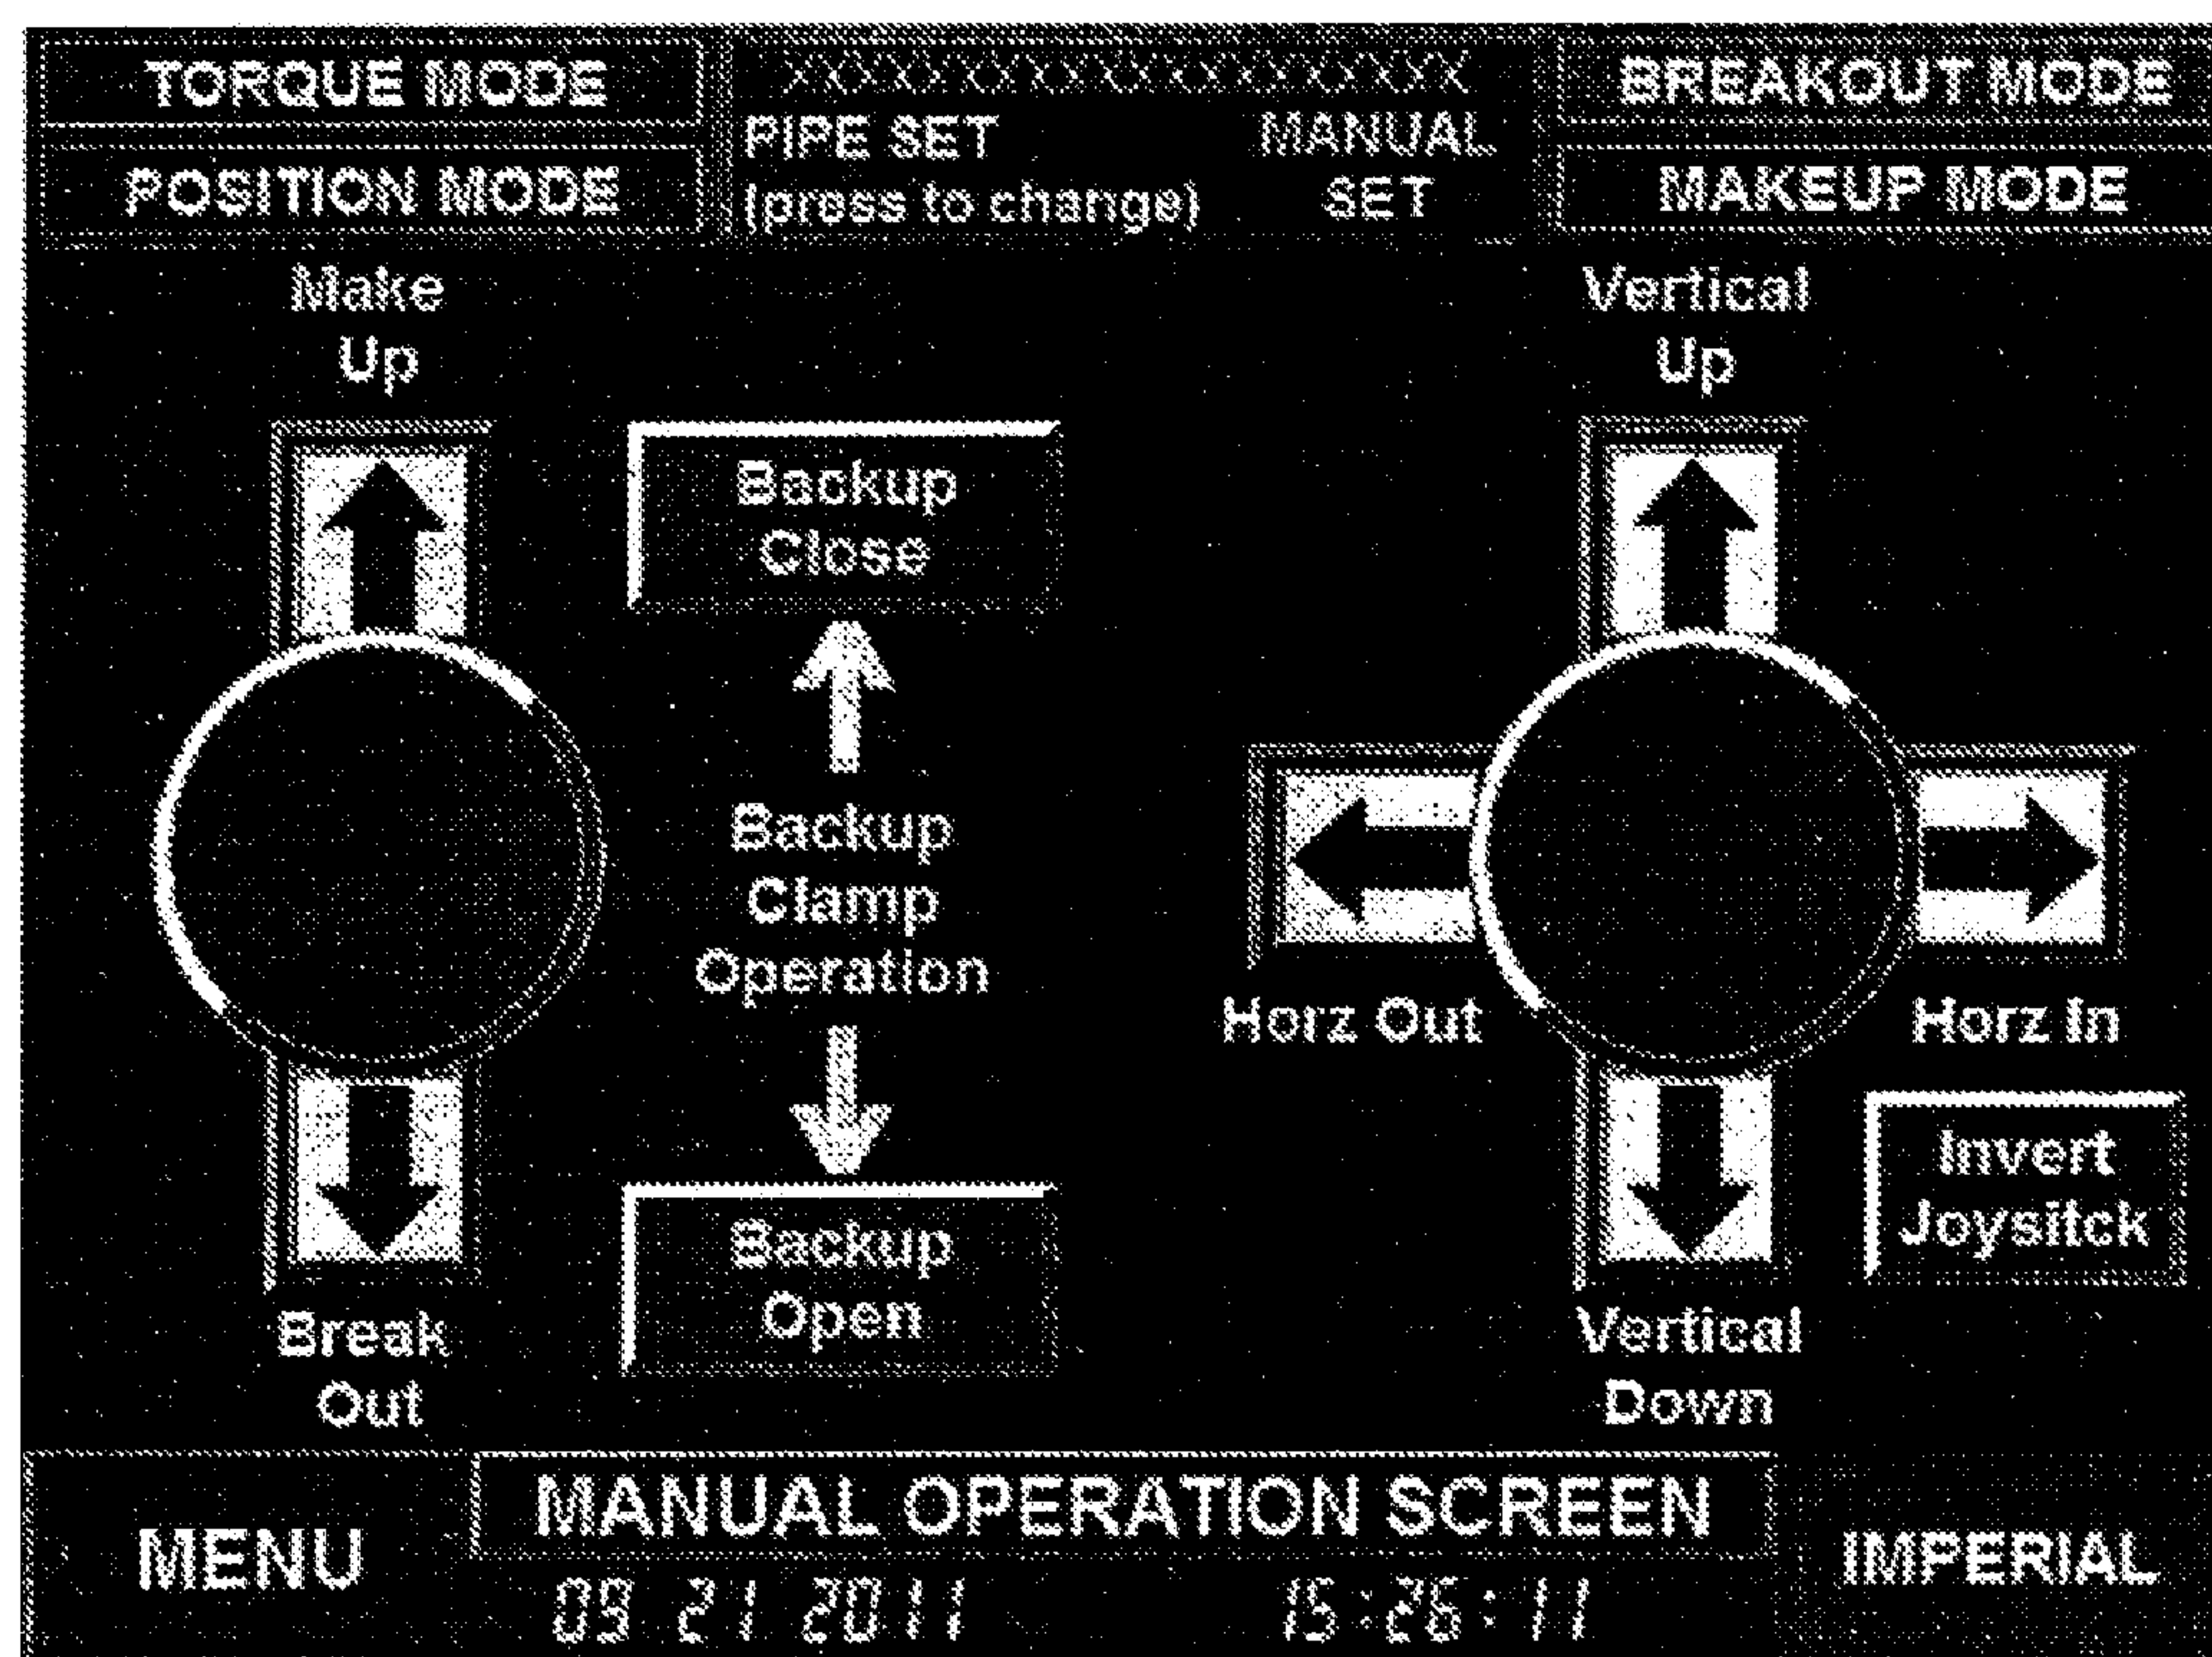 TORQUE MODE
POSITION MODE
XXXXXXXXXXXXXX
PIPE SET
(press to change)
MANUAL
SET
BREAKOUT MODE
MAKEUP MODE
Make
Up
Backup
Close
Backup
Clamp
Operation
Backup
Open
Break
Out
Vertical
Up
Horz Out
Horz In
Invert
Joysitck
Vertical
Down
MENU
MANUAL OPERATION SCREEN
09 21 2011
15:26:11
IMPERIAL